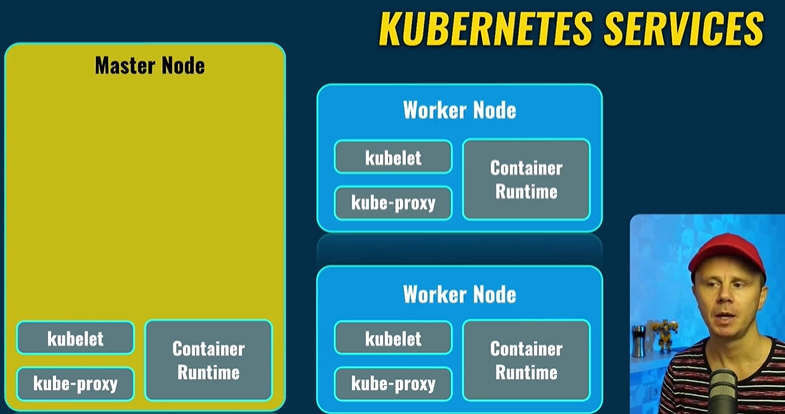 KUBERNETES SERVICES
Master Node
kubelet
kube-proxy
Container
Runtime
Worker Node
kubelet
kube-proxy
Container
Runtime
Worker Node
kubelet
kube-proxy
Container
Runtime